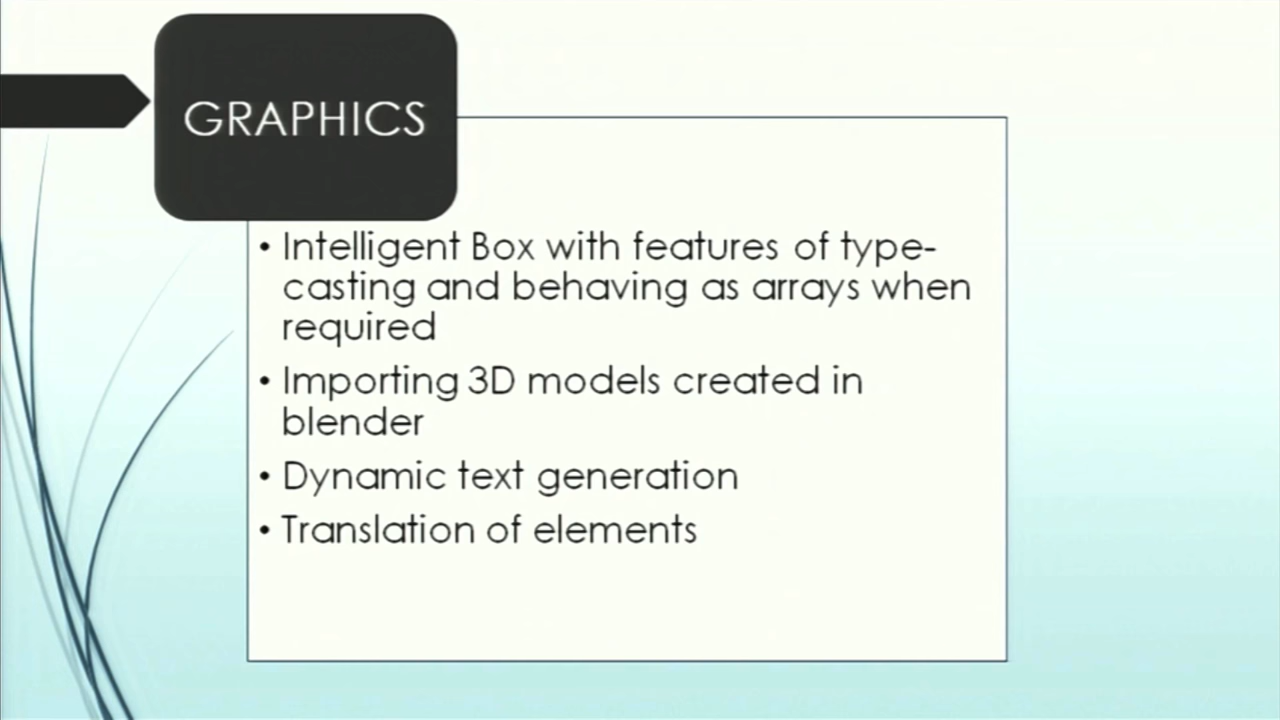 GRAPHICS
• Intelligent Box with features of type-
casting and behaving as arrays when
required
• Importing 3D models created in
blender
• Dynamic text generation
• Translation of elements